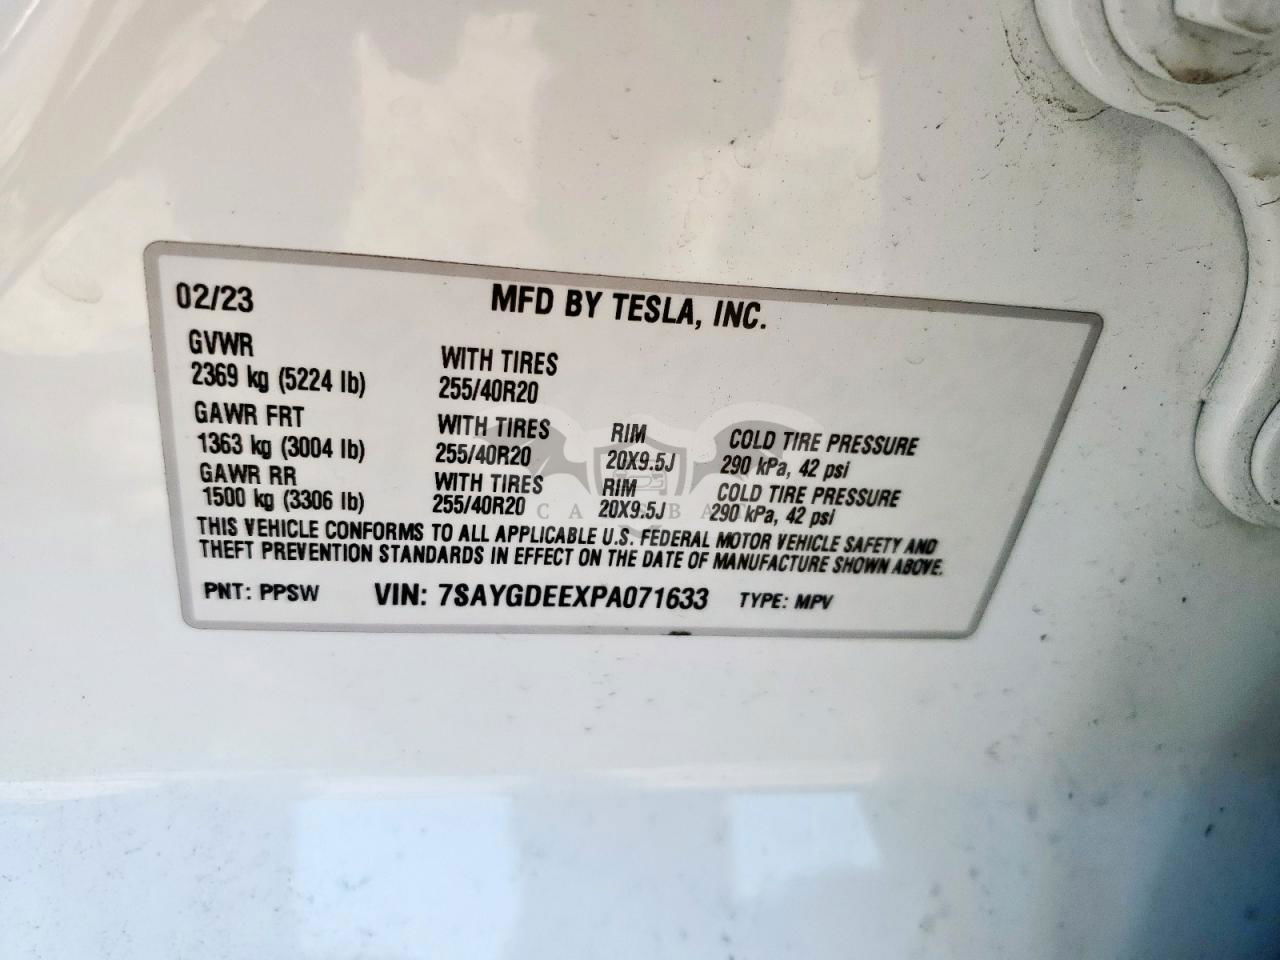 02/23 MFD BY TESLA, INC.
GVWR WITH TIRES
2369 kg (5224 lb) 255/40R20
GAWR FRT WITH TIRES RIM COLD TIRE PRESSURE
1363 kg (3004 lb) 255/40R20 20X9.5J 290 kPa, 42 psi
GAWR RR WITH TIRES RIM COLD TIRE PRESSURE
1500 kg (3306 lb) 255/40R20 20X9.5J 290 kPa, 42 psi
THIS VEHICLE CONFORMS TO ALL APPLICABLE U.S. FEDERAL MOTOR VEHICLE SAFETY AND
THEFT PREVENTION STANDARDS IN EFFECT ON THE DATE OF MANUFACTURE SHOWN ABOVE.
PNT: PPSW VIN: 7SAYGDEEXPA071633 TYPE: MPV